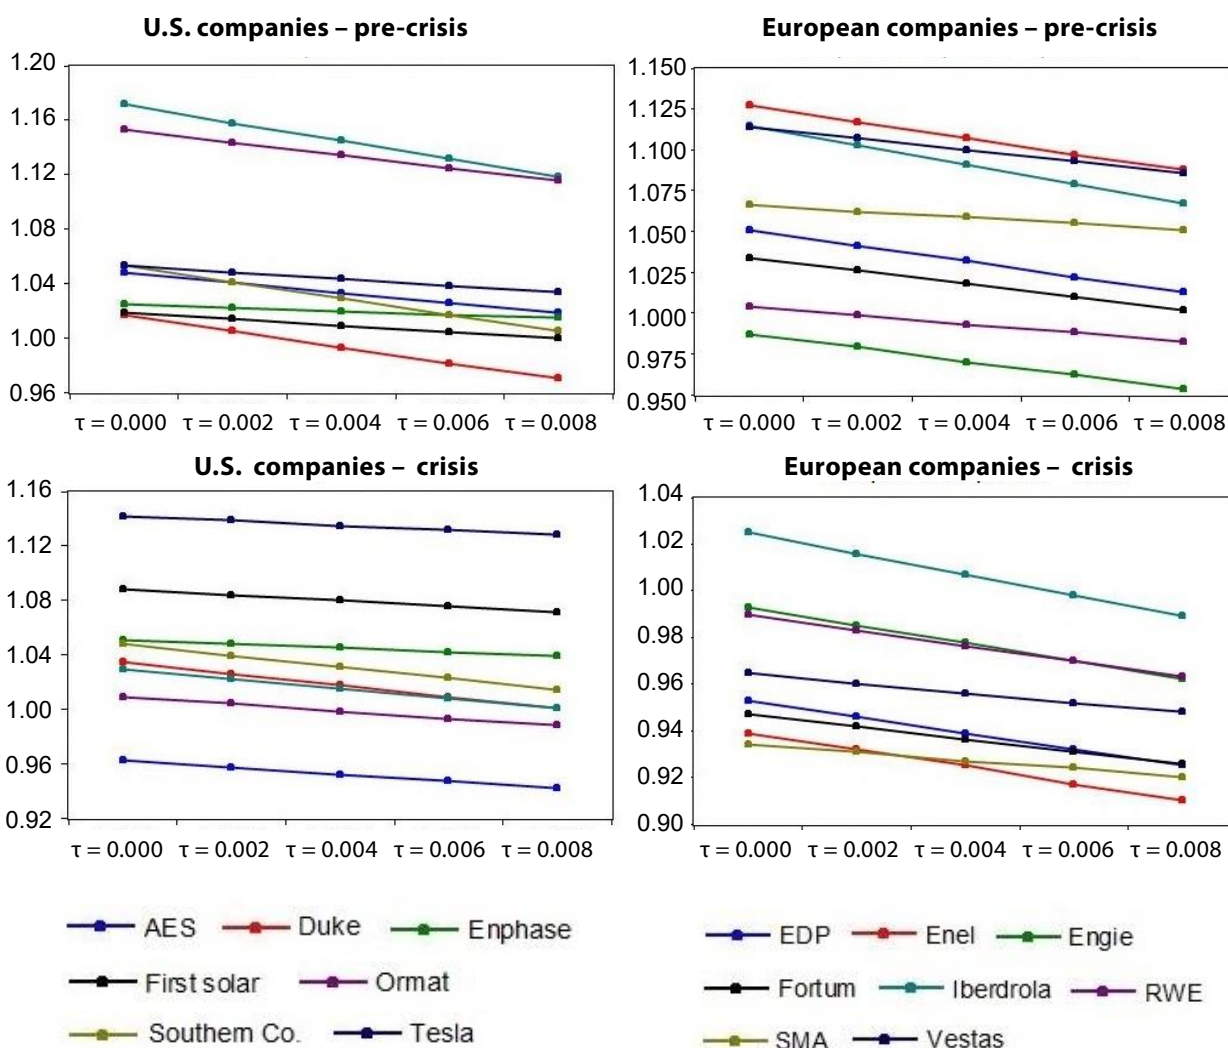 U.S. companies – pre-crisis
1.20
1.16
1.12
1.08
1.04
1.00
0.96
τ = 0.000 τ = 0.002 τ = 0.004 τ = 0.006 τ = 0.008
European companies – pre-crisis
1.150
1.125
1.100
1.075
1.050
1.025
1.000
0.975
0.950
τ = 0.000 τ = 0.002 τ = 0.004 τ = 0.006 τ = 0.008
U.S. companies – crisis
1.16
1.12
1.08
1.04
1.00
0.96
0.92
τ = 0.000 τ = 0.002 τ = 0.004 τ = 0.006 τ = 0.008
European companies – crisis
1.04
1.02
1.00
0.98
0.96
0.94
0.92
0.90
τ = 0.000 τ = 0.002 τ = 0.004 τ = 0.006 τ = 0.008
AES Duke Enphase
First solar Ormat
Southern Co. Tesla
EDP Enel Engie
Fortum Iberdrola RWE
SMA Vestas